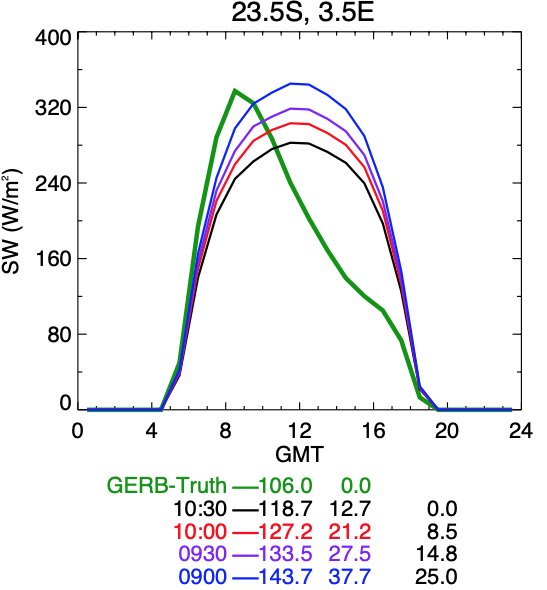 23.5S, 3.5E
400
320
240
160
80
0
SW (W/m²)
0 4 8 12 16 20 24
GMT
GERB-Truth —106.0 0.0
10:30 —118.7 12.7 0.0
10:00 —127.2 21.2 8.5
0930 —133.5 27.5 14.8
0900 —143.7 37.7 25.0